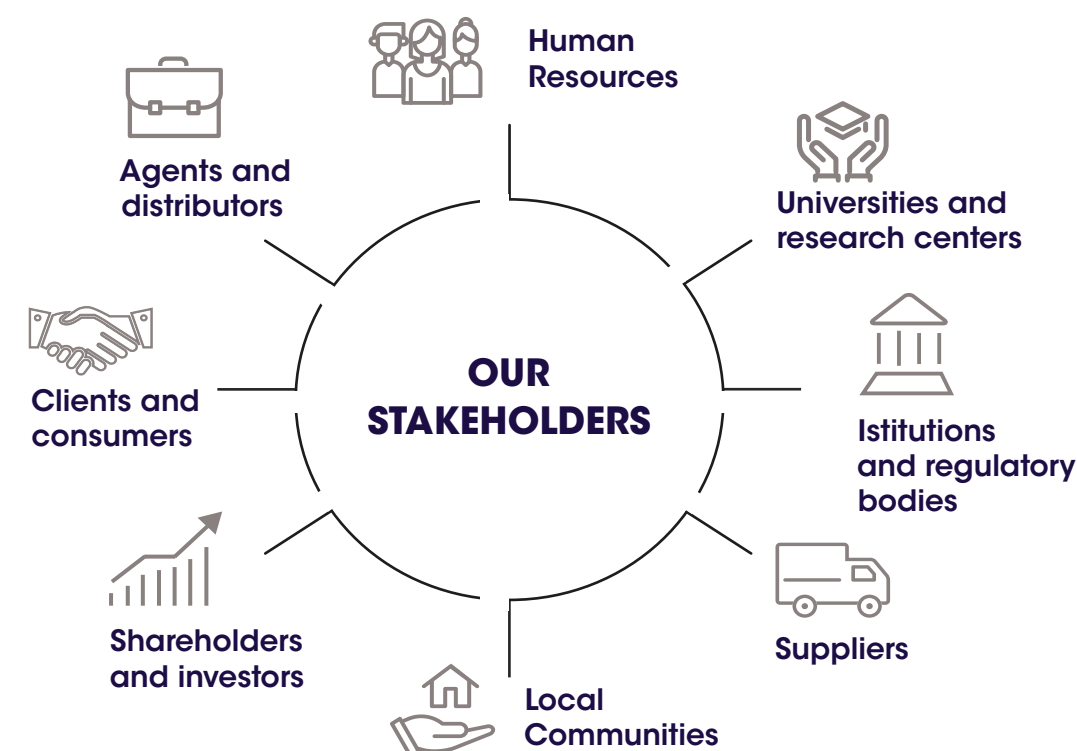 Human
Resources
Agents and
distributors
Universities and
research centers
OUR
STAKEHOLDERS
Clients and
consumers
Istitutions
and regulatory
bodies
Shareholders
and investors
Suppliers
Local
Communities